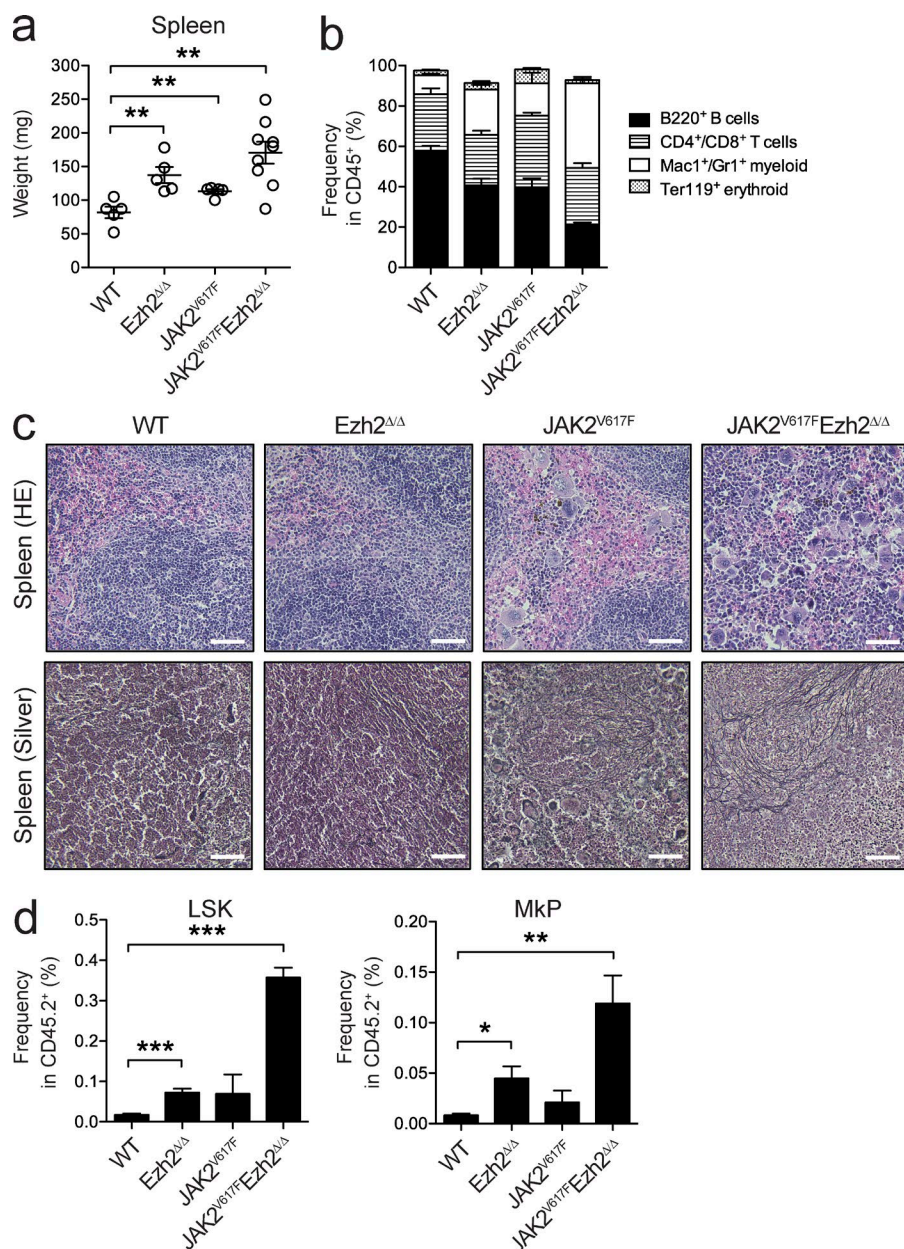 a
Spleen
Weight (mg)
300
250
200
150
100
50
0
**
**
**
WT
Ezh2Δ/Δ
JAK2V617F
JAK2V617FEzh2Δ/Δ
b
Frequency
in CD45+ (%)
100
80
60
40
20
0
WT
Ezh2Δ/Δ
JAK2V617F
JAK2V617FEzh2Δ/Δ
B220+ B cells
CD4+/CD8+ T cells
Mac1+/Gr1+ myeloid
Ter119+ erythroid
c
WT
Ezh2Δ/Δ
JAK2V617F
JAK2V617FEzh2Δ/Δ
Spleen (HE)
Spleen (Silver)
d
LSK
Frequency
in CD45.2+ (%)
0.5
0.4
0.3
0.2
0.1
0.0
***
***
WT
Ezh2Δ/Δ
JAK2V617F
JAK2V617FEzh2Δ/Δ
MkP
Frequency
in CD45.2+ (%)
0.20
0.15
0.10
0.05
0.00
**
*
WT
Ezh2Δ/Δ
JAK2V617F
JAK2V617FEzh2Δ/Δ